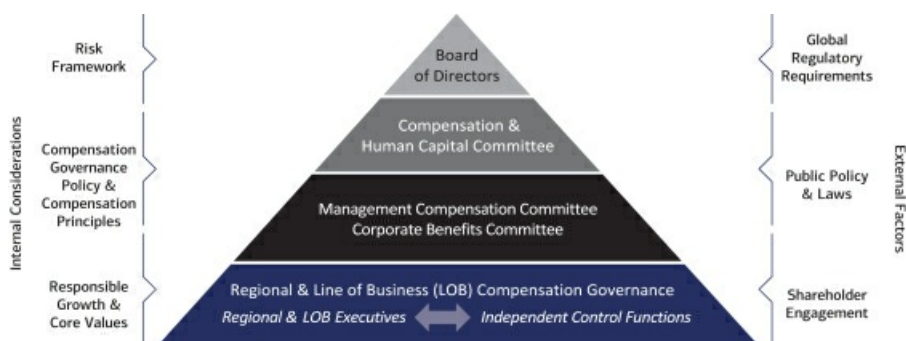 Internal Considerations
Risk
Framework
Compensation
Governance
Policy &
Compensation
Principles
Responsible
Growth &
Core Values
Board
of Directors
Compensation &
Human Capital Committee
Management Compensation Committee
Corporate Benefits Committee
Regional & Line of Business (LOB) Compensation Governance
Regional & LOB Executives Independent Control Functions
Global
Regulatory
Requirements
Public Policy
& Laws
Shareholder
Engagement
External Factors